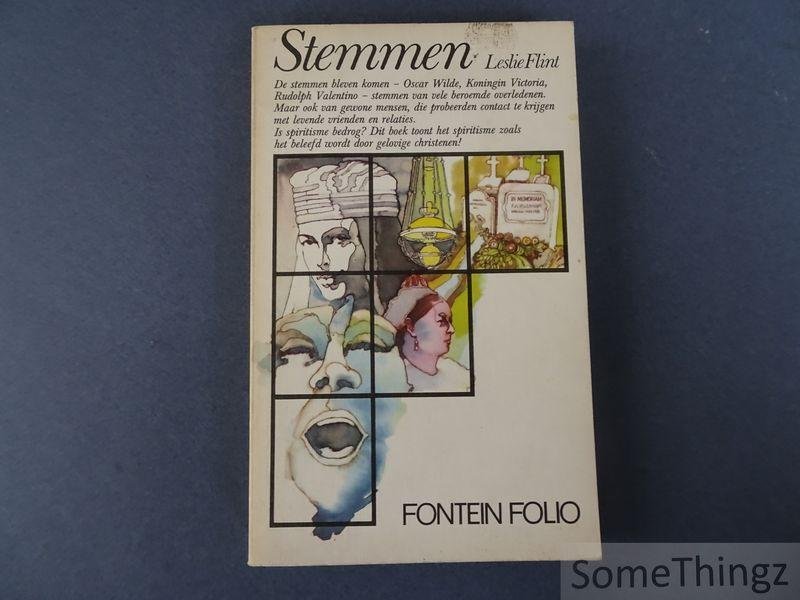 Stemmen Leslie Flint
De stemmen bleven komen – Oscar Wilde, Koningin Victoria,
Rudolph Valentino – stemmen van vele beroemde overledenen.
Maar ook van gewone mensen, die probeerden contact te krijgen
met levende vrienden en relaties.
Is spiritisme bedrog? Dit boek toont het spiritisme zoals
het beleefd wordt door gelovige christenen!
IN MEMORIAM
FONTEIN FOLIO
SomeThingz